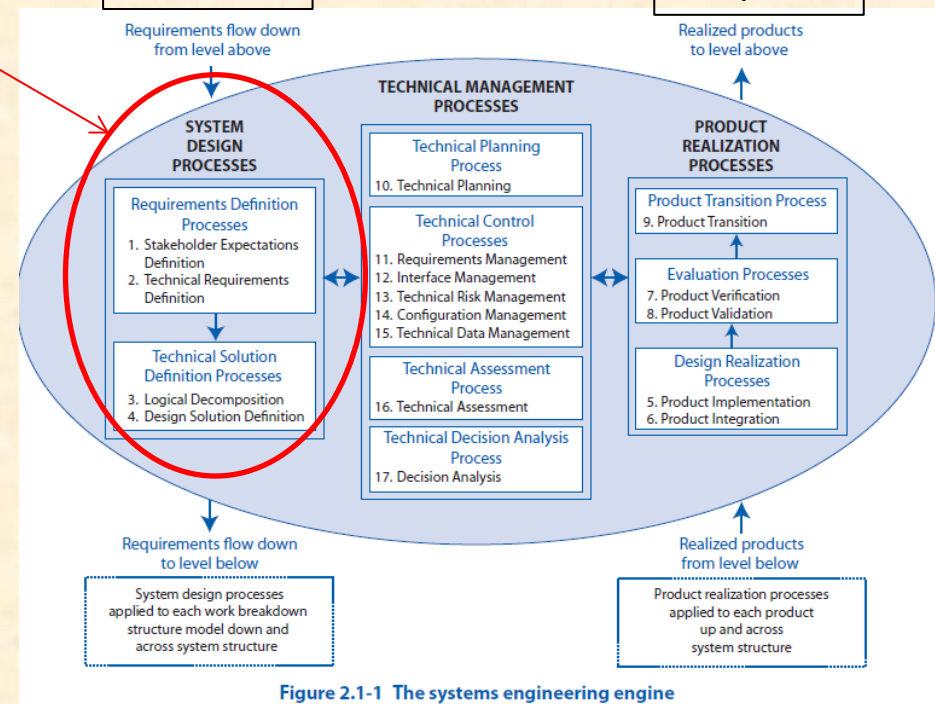 Requirements flow down
from level above
Realized products
to level above
TECHNICAL MANAGEMENT
PROCESSES
SYSTEM
DESIGN
PROCESSES
Requirements Definition
Processes
1. Stakeholder Expectations
Definition
2. Technical Requirements
Definition
Technical Solution
Definition Processes
3. Logical Decomposition
4. Design Solution Definition
Technical Planning
Process
10. Technical Planning
Technical Control
Processes
11. Requirements Management
12. Interface Management
13. Technical Risk Management
14. Configuration Management
15. Technical Data Management
Technical Assessment
Process
16. Technical Assessment
Technical Decision Analysis
Process
17. Decision Analysis
PRODUCT
REALIZATION
PROCESSES
Product Transition Process
9. Product Transition
Evaluation Processes
7. Product Verification
8. Product Validation
Design Realization
Processes
5. Product Implementation
6. Product Integration
Requirements flow down
to level below
System design processes
applied to each work breakdown
structure model down and
across system structure
Realized products
from level below
Product realization processes
applied to each product
up and across
system structure
Figure 2.1-1 The systems engineering engine